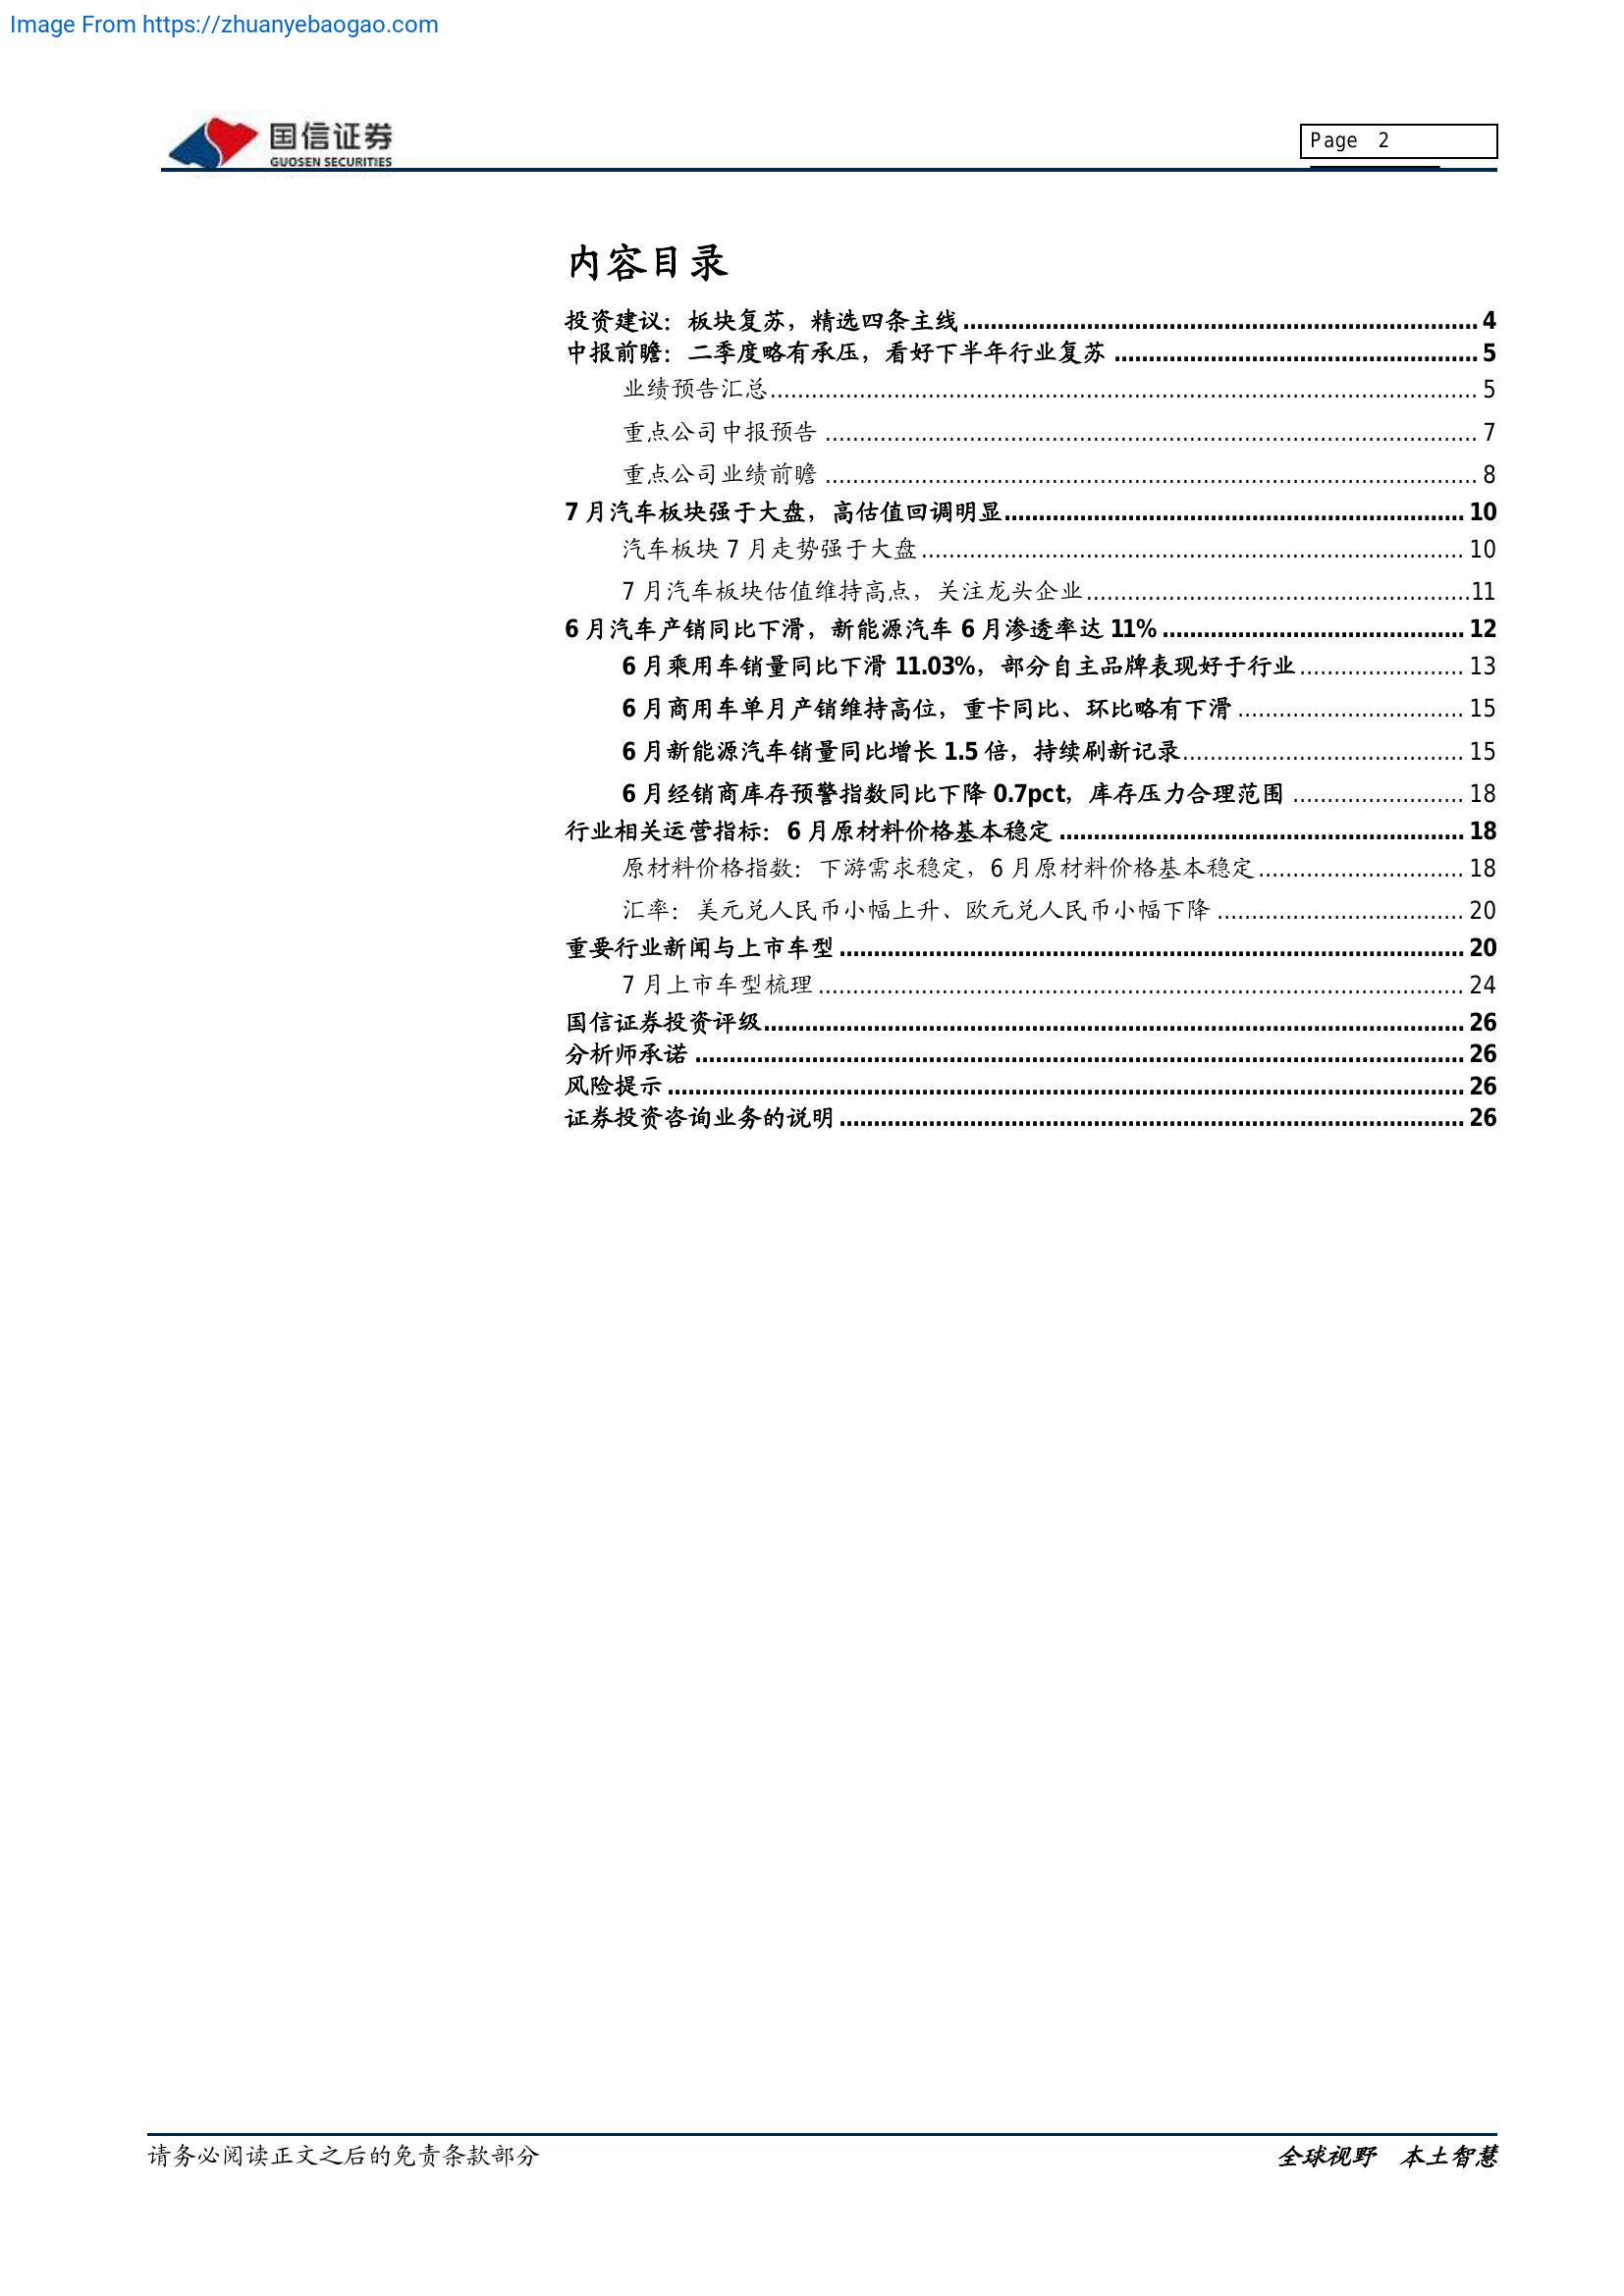 Image From https://zhuanyebaogao.com
国信证券
GUOSEN SECURITIES
Page 2
内容目录
投资建议：板块复苏，精选四条主线 4
中报前瞻：二季度略有承压，看好下半年行业复苏 5
业绩预告汇总 5
重点公司中报预告 7
重点公司业绩前瞻 8
7 月汽车板块强于大盘，高估值回调明显 10
汽车板块 7 月走势强于大盘 10
7 月汽车板块估值维持高点，关注龙头企业 11
6 月汽车产销同比下滑，新能源汽车 6 月渗透率达 11% 12
6 月乘用车销量同比下滑 11.03%，部分自主品牌表现好于行业 13
6 月商用车单月产销维持高位，重卡同比、环比略有下滑 15
6 月新能源汽车销量同比增长 1.5 倍，持续刷新记录 15
6 月经销商库存预警指数同比下降 0.7pct，库存压力合理范围 18
行业相关运营指标：6 月原材料价格基本稳定 18
原材料价格指数：下游需求稳定，6 月原材料价格基本稳定 18
汇率：美元兑人民币小幅上升、欧元兑人民币小幅下降 20
重要行业新闻与上市车型 20
7 月上市车型梳理 24
国信证券投资评级 26
分析师承诺 26
风险提示 26
证券投资咨询业务的说明 26
请务必阅读正文之后的免责条款部分
全球视野 本土智慧